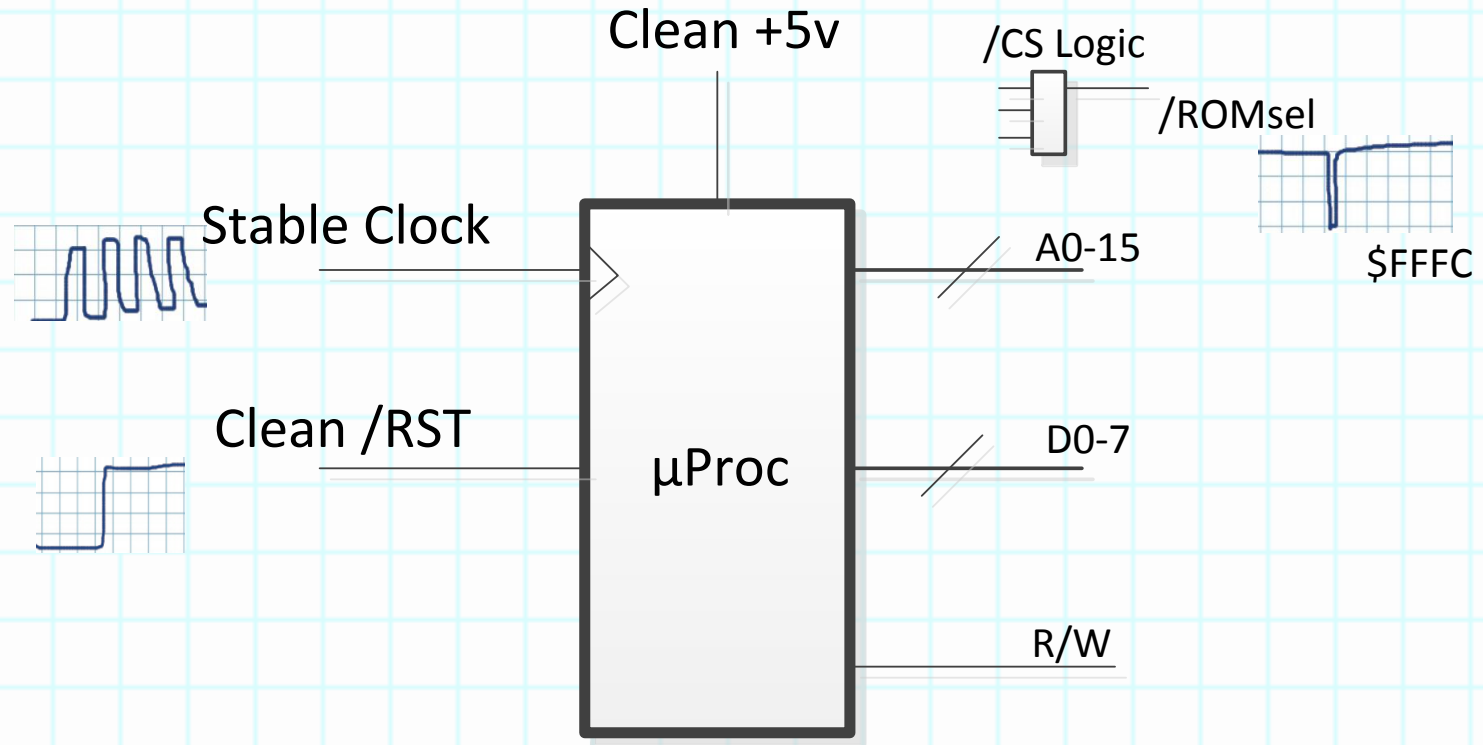 Clean +5v
/CS Logic
/ROMsel
Stable Clock
A0-15
$FFFC
Clean /RST
D0-7
µProc
R/W